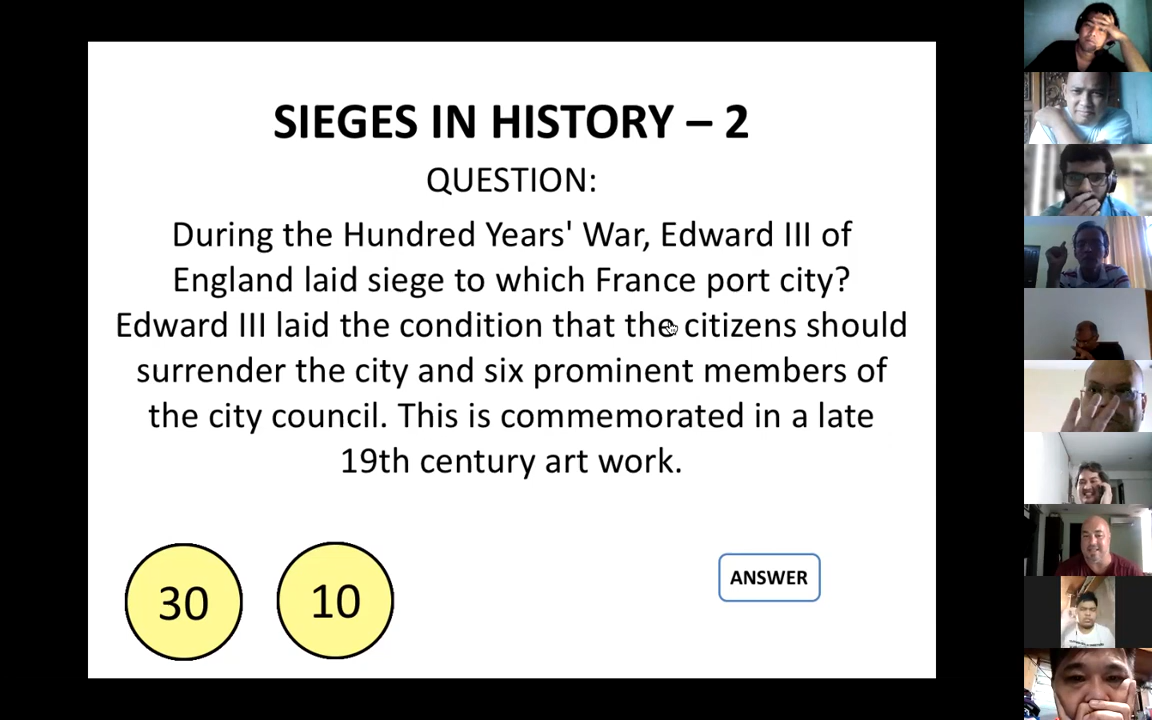 SIEGES IN HISTORY – 2
QUESTION:
During the Hundred Years' War, Edward III of
England laid siege to which France port city?
Edward III laid the condition that the citizens should
surrender the city and six prominent members of
the city council. This is commemorated in a late
19th century art work.
30
10
ANSWER